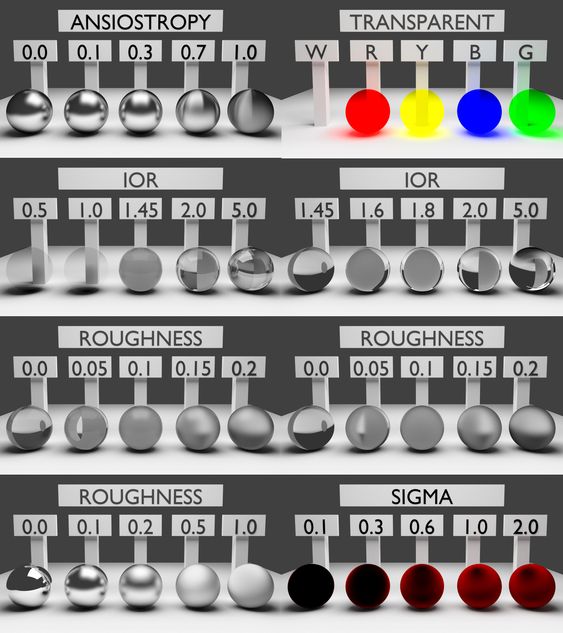 ANSIOSTROPY
0.0 0.1 0.3 0.7 1.0
TRANSPARENT
W R Y B G
IOR
0.5 1.0 1.45 2.0 5.0
IOR
1.45 1.6 1.8 2.0 5.0
ROUGHNESS
0.0 0.05 0.1 0.15 0.2
ROUGHNESS
0.0 0.05 0.1 0.15 0.2
ROUGHNESS
0.0 0.1 0.2 0.5 1.0
SIGMA
0.1 0.3 0.6 1.0 2.0